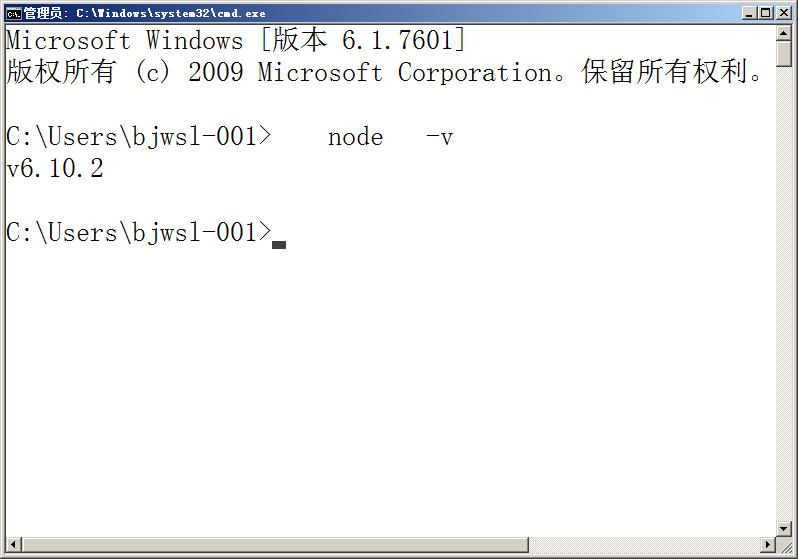 管理员: C:\Windows\system32\cmd.exe
Microsoft Windows [版本 6.1.7601]
版权所有 (c) 2009 Microsoft Corporation。保留所有权利。
C:\Users\bjwsl-001>    node   -v
v6.10.2
C:\Users\bjwsl-001>